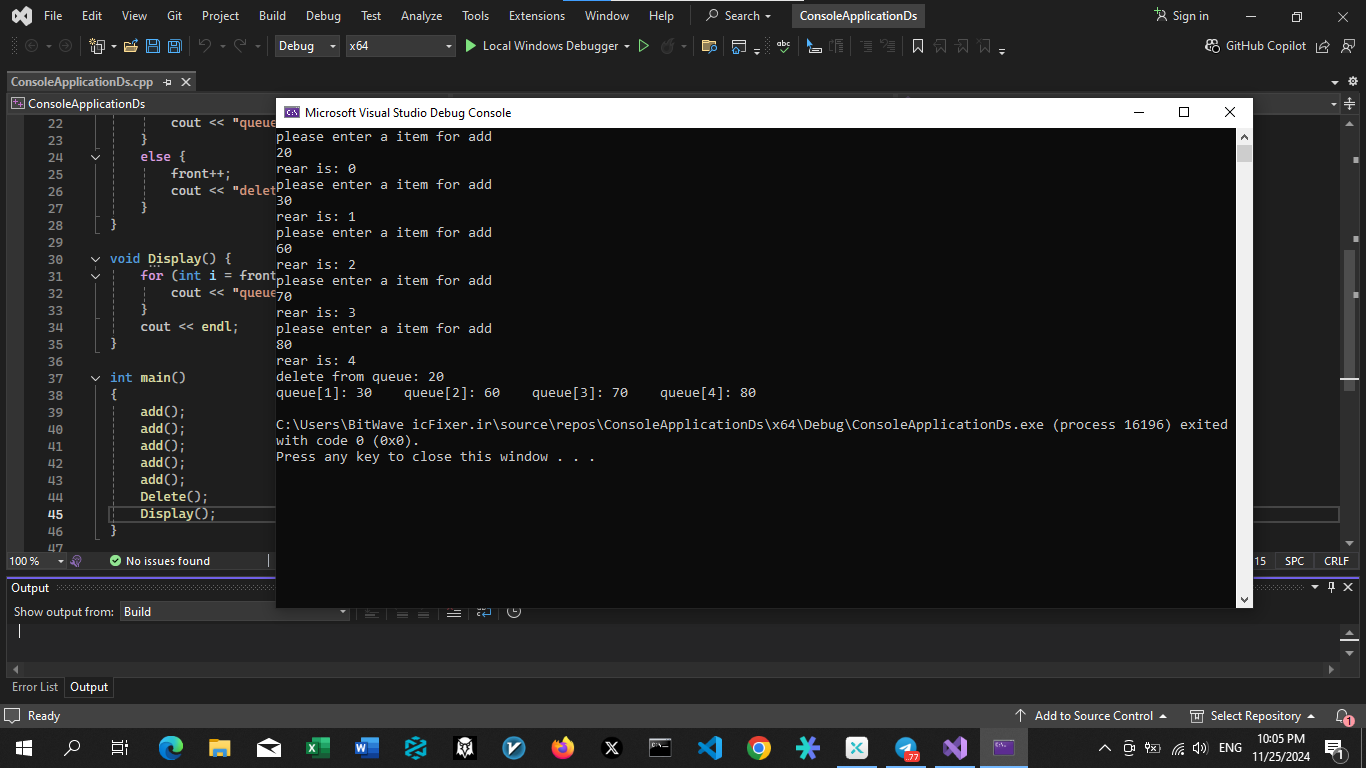 File Edit View Git Project Build Debug Test Analyze Tools Extensions Window Help Search ConsoleApplicationDs Sign in
Debug x64 Local Windows Debugger GitHub Copilot
ConsoleApplicationDs.cpp
ConsoleApplicationDs
Microsoft Visual Studio Debug Console
22 cout << "queue
23 }
24 else {
25 front++;
26 cout << "delet
27 }
28 }
29
30 void Display() {
31 for (int i = front
32 cout << "queue
33 }
34 cout << endl;
35 }
36
37 int main()
38 {
39 add();
40 add();
41 add();
42 add();
43 add();
44 Delete();
45 Display();
46 }
47
please enter a item for add
20
rear is: 0
please enter a item for add
30
rear is: 1
please enter a item for add
60
rear is: 2
please enter a item for add
70
rear is: 3
please enter a item for add
80
rear is: 4
delete from queue: 20
queue[1]: 30 queue[2]: 60 queue[3]: 70 queue[4]: 80
C:\Users\BitWave icFixer.ir\source\repos\ConsoleApplicationDs\x64\Debug\ConsoleApplicationDs.exe (process 16196) exited
with code 0 (0x0).
Press any key to close this window . . .
100 % No issues found 15 SPC CRLF
Output
Show output from: Build
Error List Output
Ready Add to Source Control Select Repository 1
.77 ENG 10:05 PM
11/25/2024 1